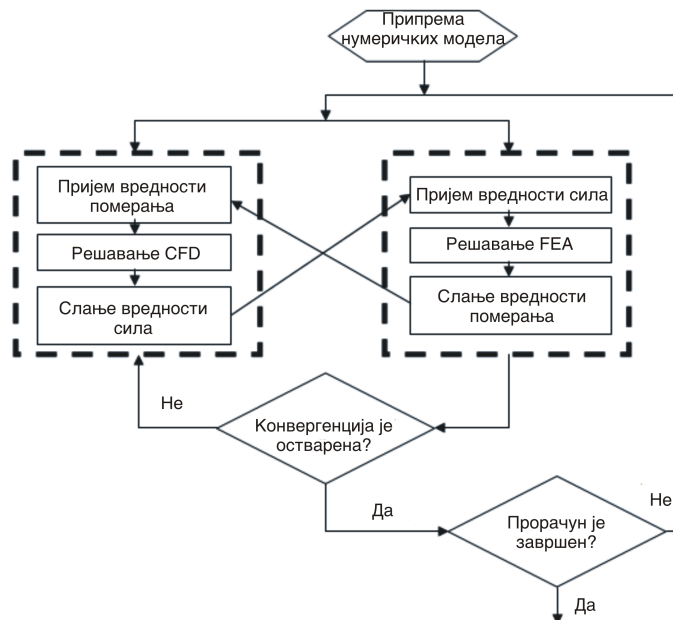 Припрема
нумеричких модела
Пријем вредности
померања
Решавање CFD
Слање вредности
сила
Пријем вредности сила
Решавање FEA
Слање вредности
померања
Не
Конвергенција је
остварена?
Да
Прорачун је
завршен?
Не
Да